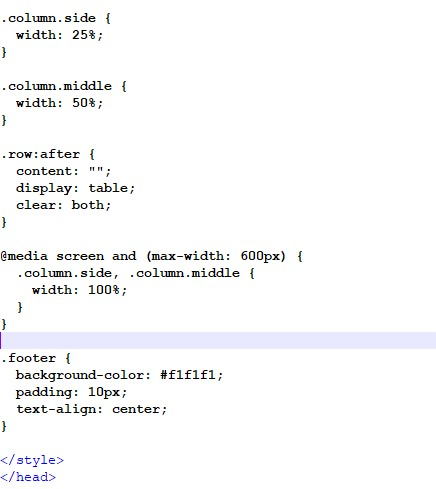 .column.side {
  width: 25%;
}

.column.middle {
  width: 50%;
}

.row:after {
  content: "";
  display: table;
  clear: both;
}

@media screen and (max-width: 600px) {
  .column.side, .column.middle {
    width: 100%;
  }
}

.footer {
  background-color: #f1f1f1;
  padding: 10px;
  text-align: center;
}

</style>
</head>